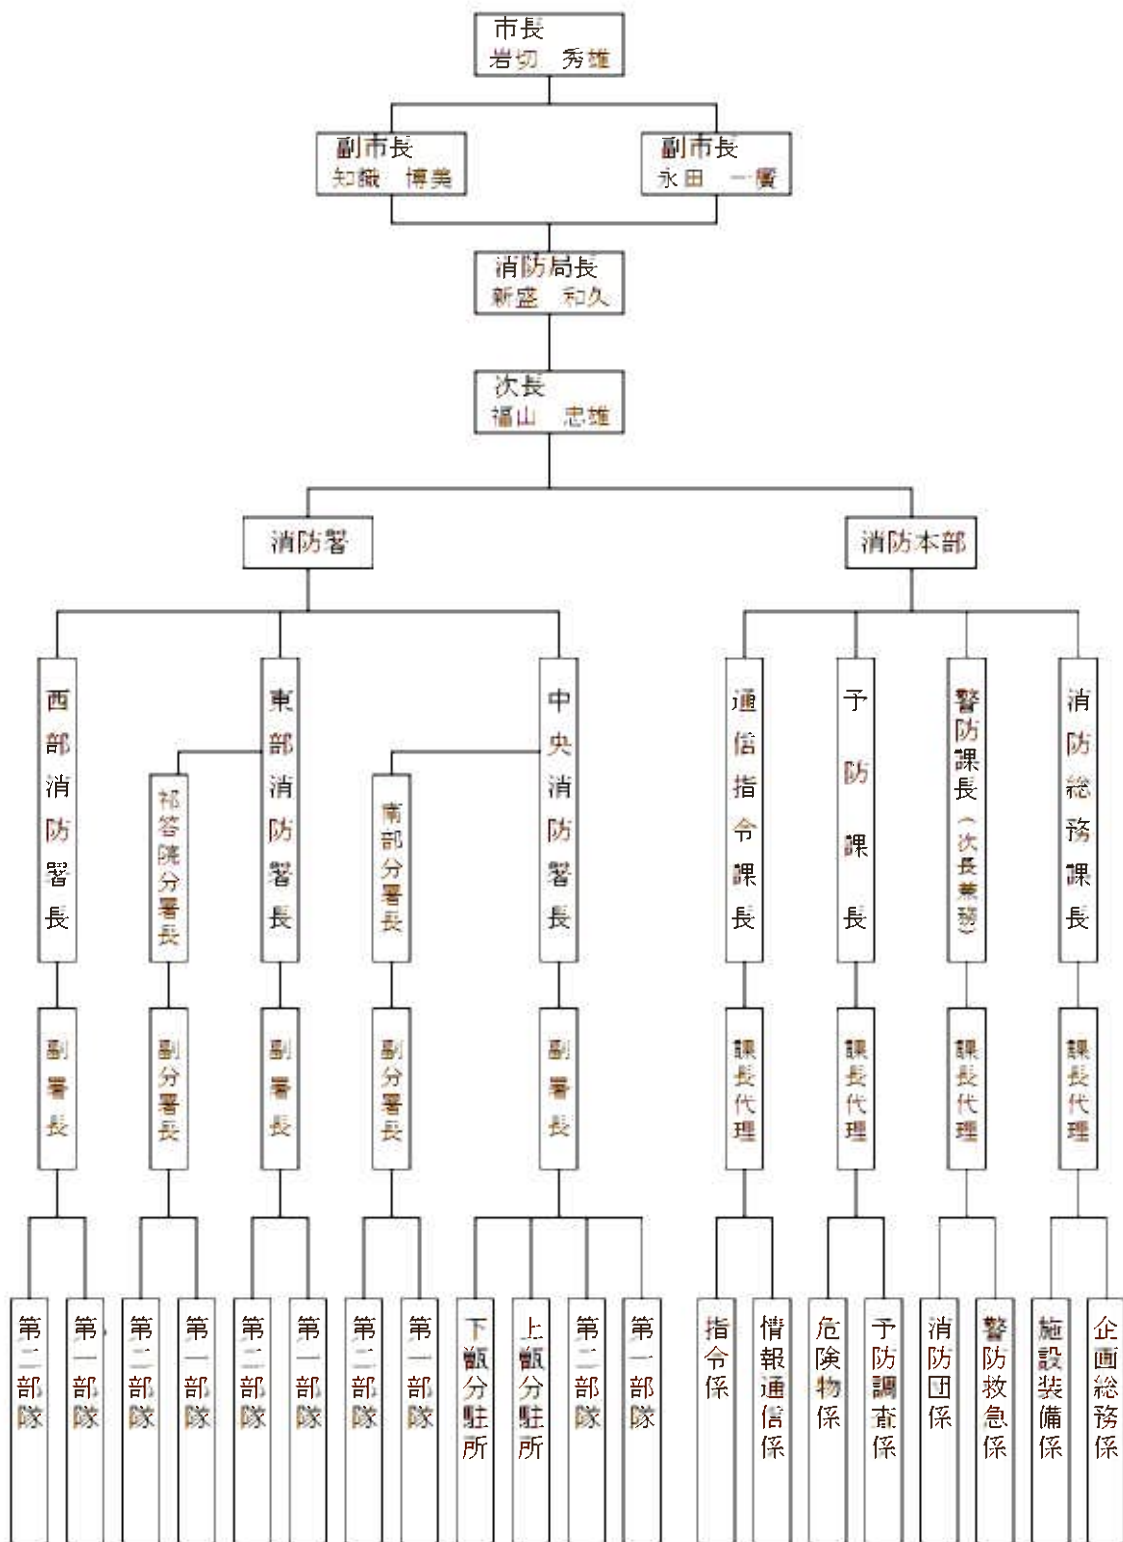 市長
岩切　秀雄
副市長
知識　博美
副市長
永田　一廣
消防局長
新盛　和久
次長
福山　忠雄
消防署
消防本部
西部消防署長
祁答院分署長
東部消防署長
南部分署長
中央消防署長
通信指令課長
予防課長
警防課長（次長兼務）
消防総務課長
副署長
副分署長
副署長
副分署長
副署長
課長代理
課長代理
課長代理
課長代理
第二部隊
第一部隊
第二部隊
第一部隊
第二部隊
第一部隊
第二部隊
第一部隊
下甑分駐所
上甑分駐所
第二部隊
第一部隊
指令係
情報通信係
危険物係
予防調査係
消防団係
警防救急係
施設装備係
企画総務係